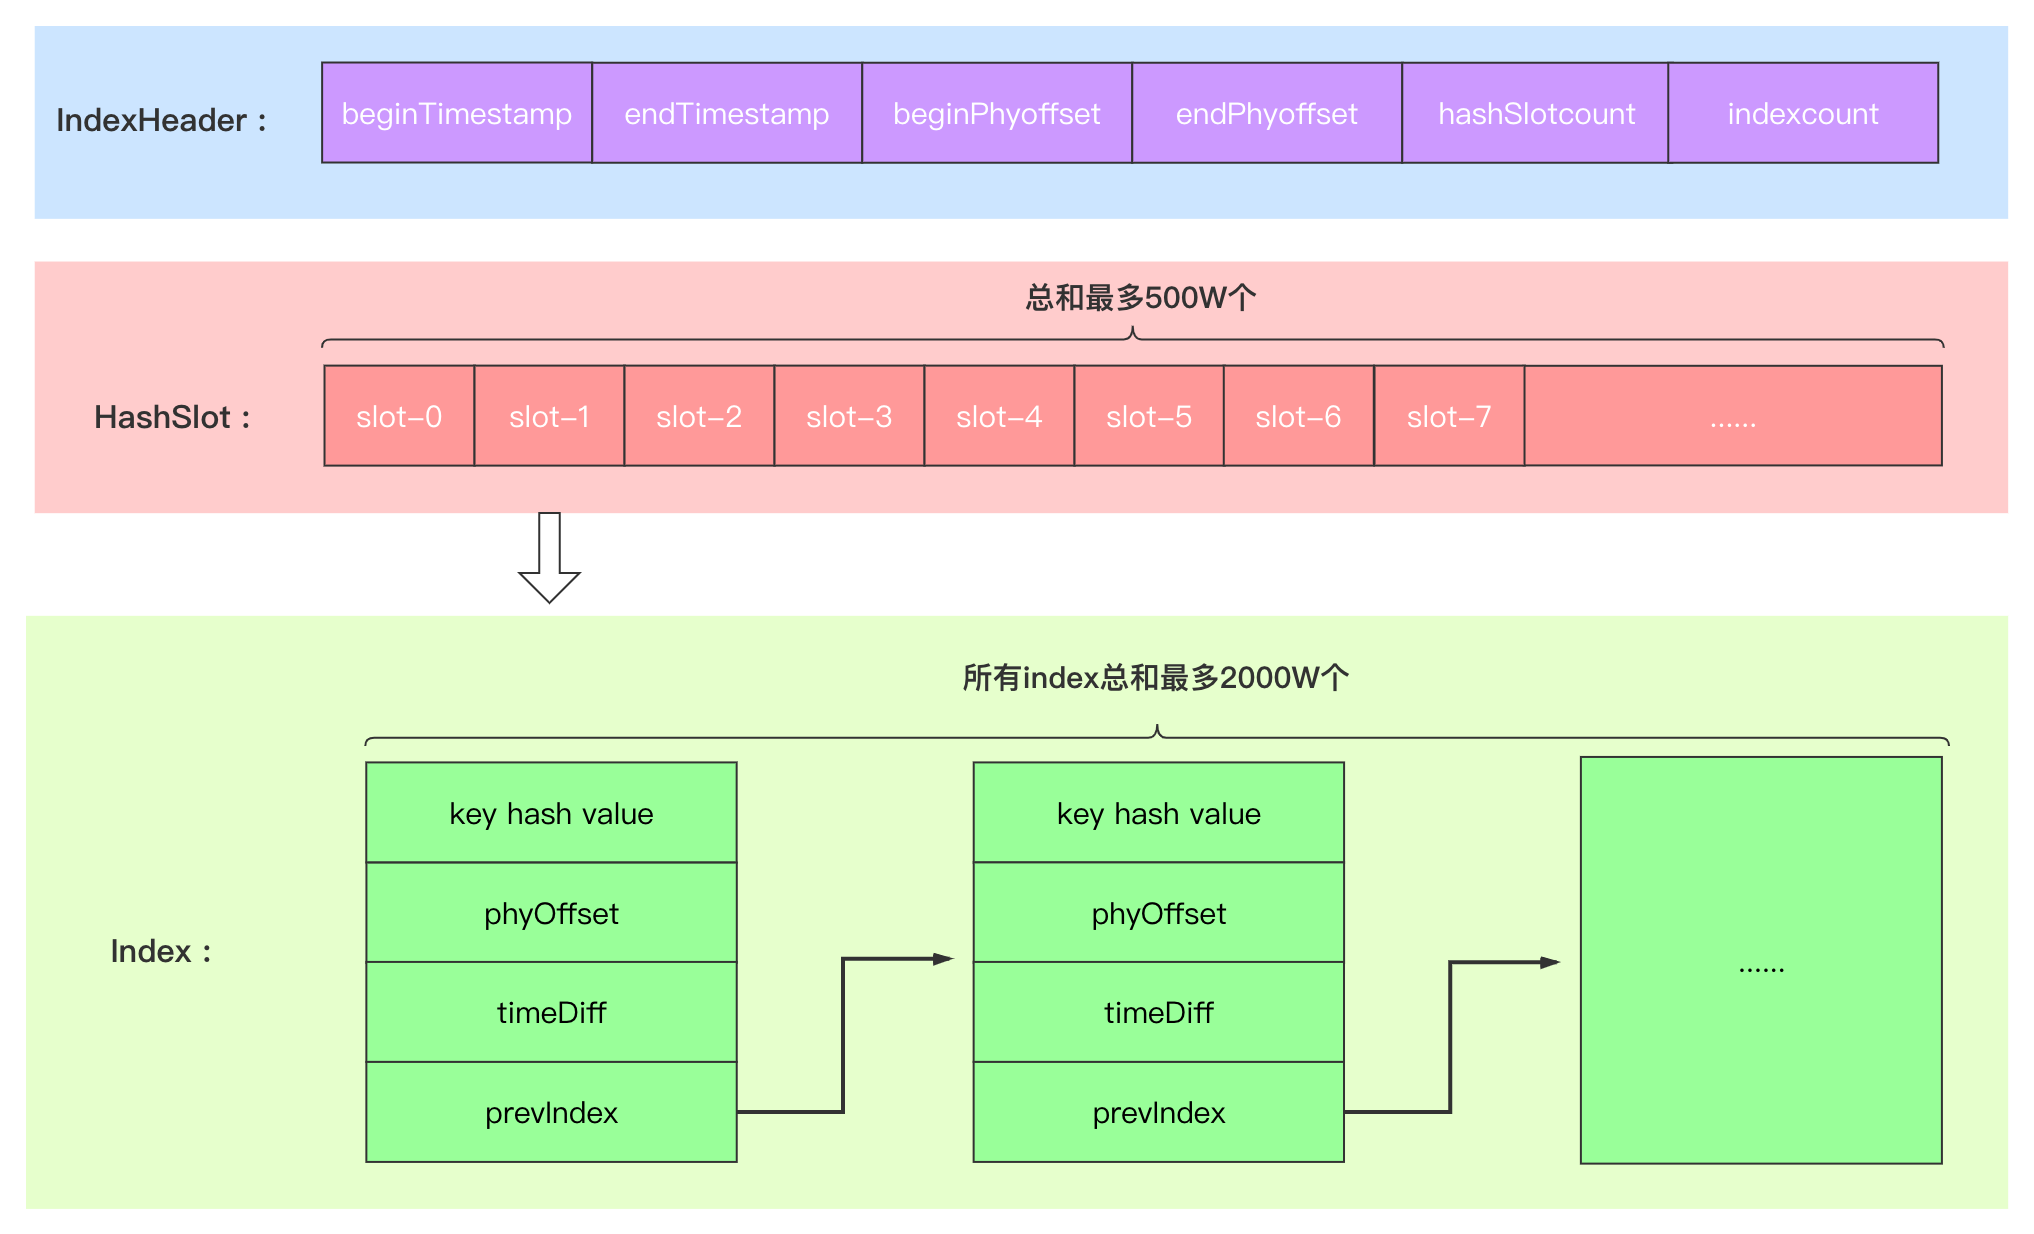 IndexHeader：
beginTimestamp
endTimestamp
beginPhyoffset
endPhyoffset
hashSlotcount
indexcount
总和最多500W个
HashSlot：
slot-0
slot-1
slot-2
slot-3
slot-4
slot-5
slot-6
slot-7
......
所有index总和最多2000W个
Index：
key hash value
phyOffset
timeDiff
prevIndex
key hash value
phyOffset
timeDiff
prevIndex
......